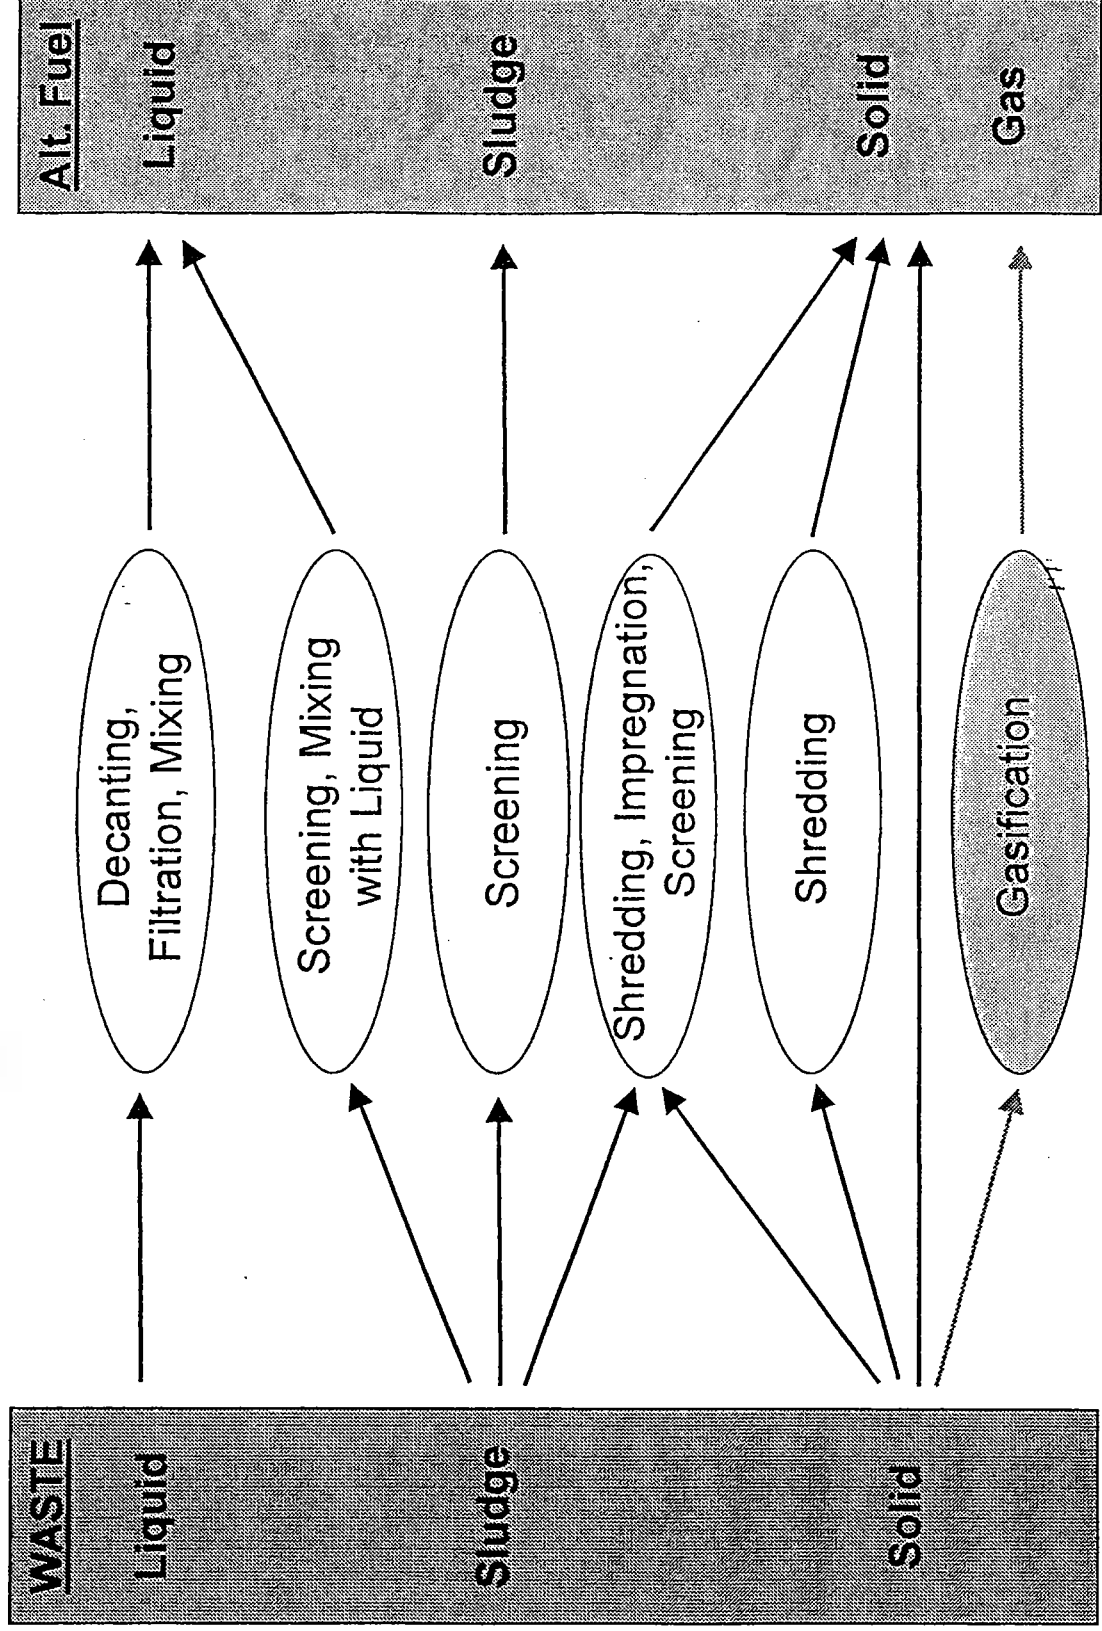 WASTE
Liquid
Sludge
Solid
Decanting,
Filtration, Mixing
Screening, Mixing
with Liquid
Screening
Shredding, Impregnation,
Screening
Shredding
Gasification
Alt. Fuel
Liquid
Sludge
Solid
Gas